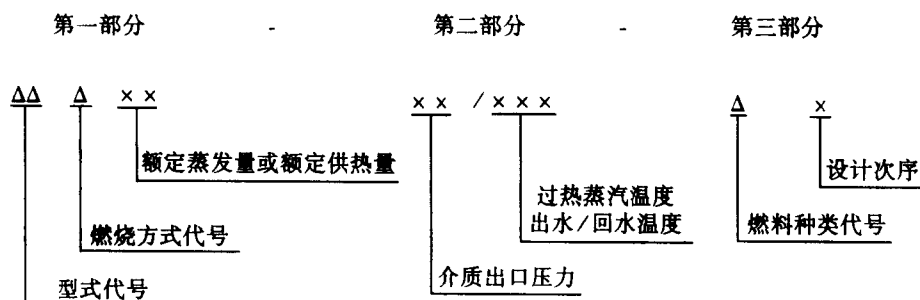 第一部分 - 第二部分 - 第三部分
ΔΔ Δ ×× ××/××× Δ ×
额定蒸发量或额定供热量
设计次序
过热蒸汽温度
出水/回水温度
燃烧方式代号
燃料种类代号
介质出口压力
型式代号